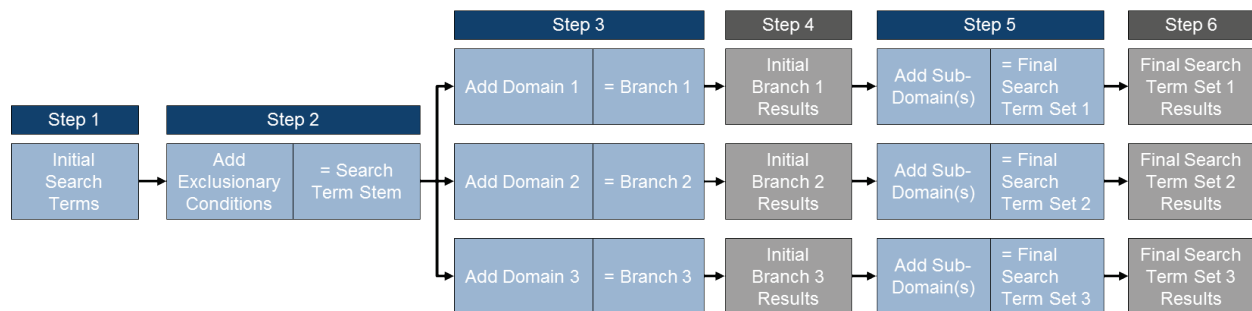 Step 3
Step 4
Step 5
Step 6
Add Domain 1
= Branch 1
Initial
Branch 1
Results
Add Sub-
Domain(s)
= Final
Search
Term Set 1
Final Search
Term Set 1
Results
Step 1
Step 2
Initial
Search
Terms
Add
Exclusionary
Conditions
= Search
Term Stem
Add Domain 2
= Branch 2
Initial
Branch 2
Results
Add Sub-
Domain(s)
= Final
Search
Term Set 2
Final Search
Term Set 2
Results
Add Domain 3
= Branch 3
Initial
Branch 3
Results
Add Sub-
Domain(s)
= Final
Search
Term Set 3
Final Search
Term Set 3
Results